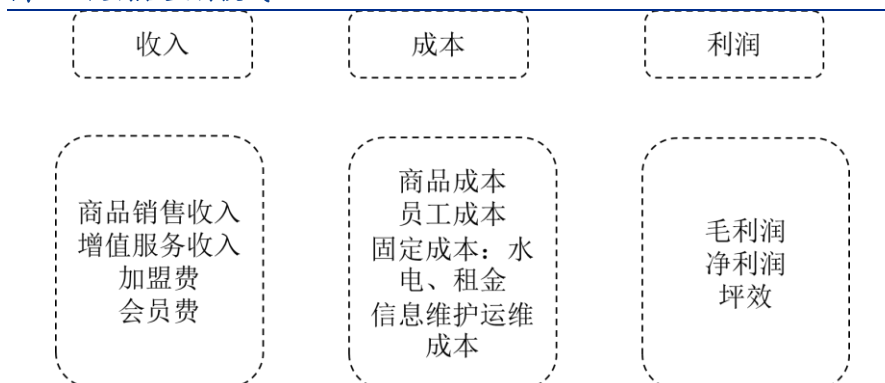 收入
成本
利润
商品销售收入
增值服务收入
加盟费
会员费
商品成本
员工成本
固定成本：水
电、租金
信息维护运维
成本
毛利润
净利润
坪效